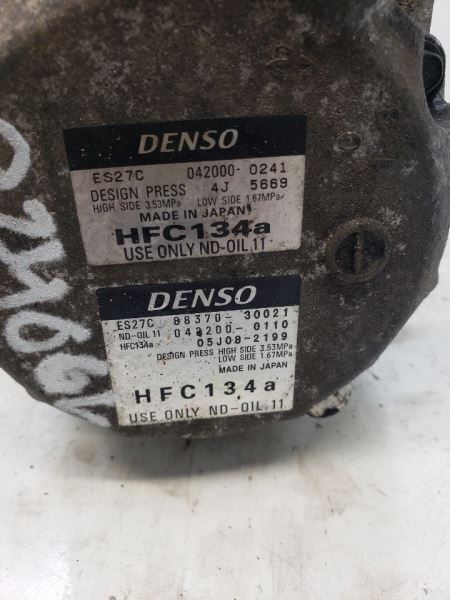 DENSO
ES27C 042000-0241
DESIGN PRESS 4J 5669
HIGH SIDE 3.53MPa LOW SIDE 1.67MPa
MADE IN JAPAN
HFC134a
USE ONLY ND-OIL 11
DENSO
ES27C 88370-30021
ND-OIL 11 042200-0110
HFC134a 05J08-2199
DESIGN PRESS HIGH SIDE 3.53MPa
LOW SIDE 1.67MPa
MADE IN JAPAN
HFC134a
USE ONLY ND-OIL 11